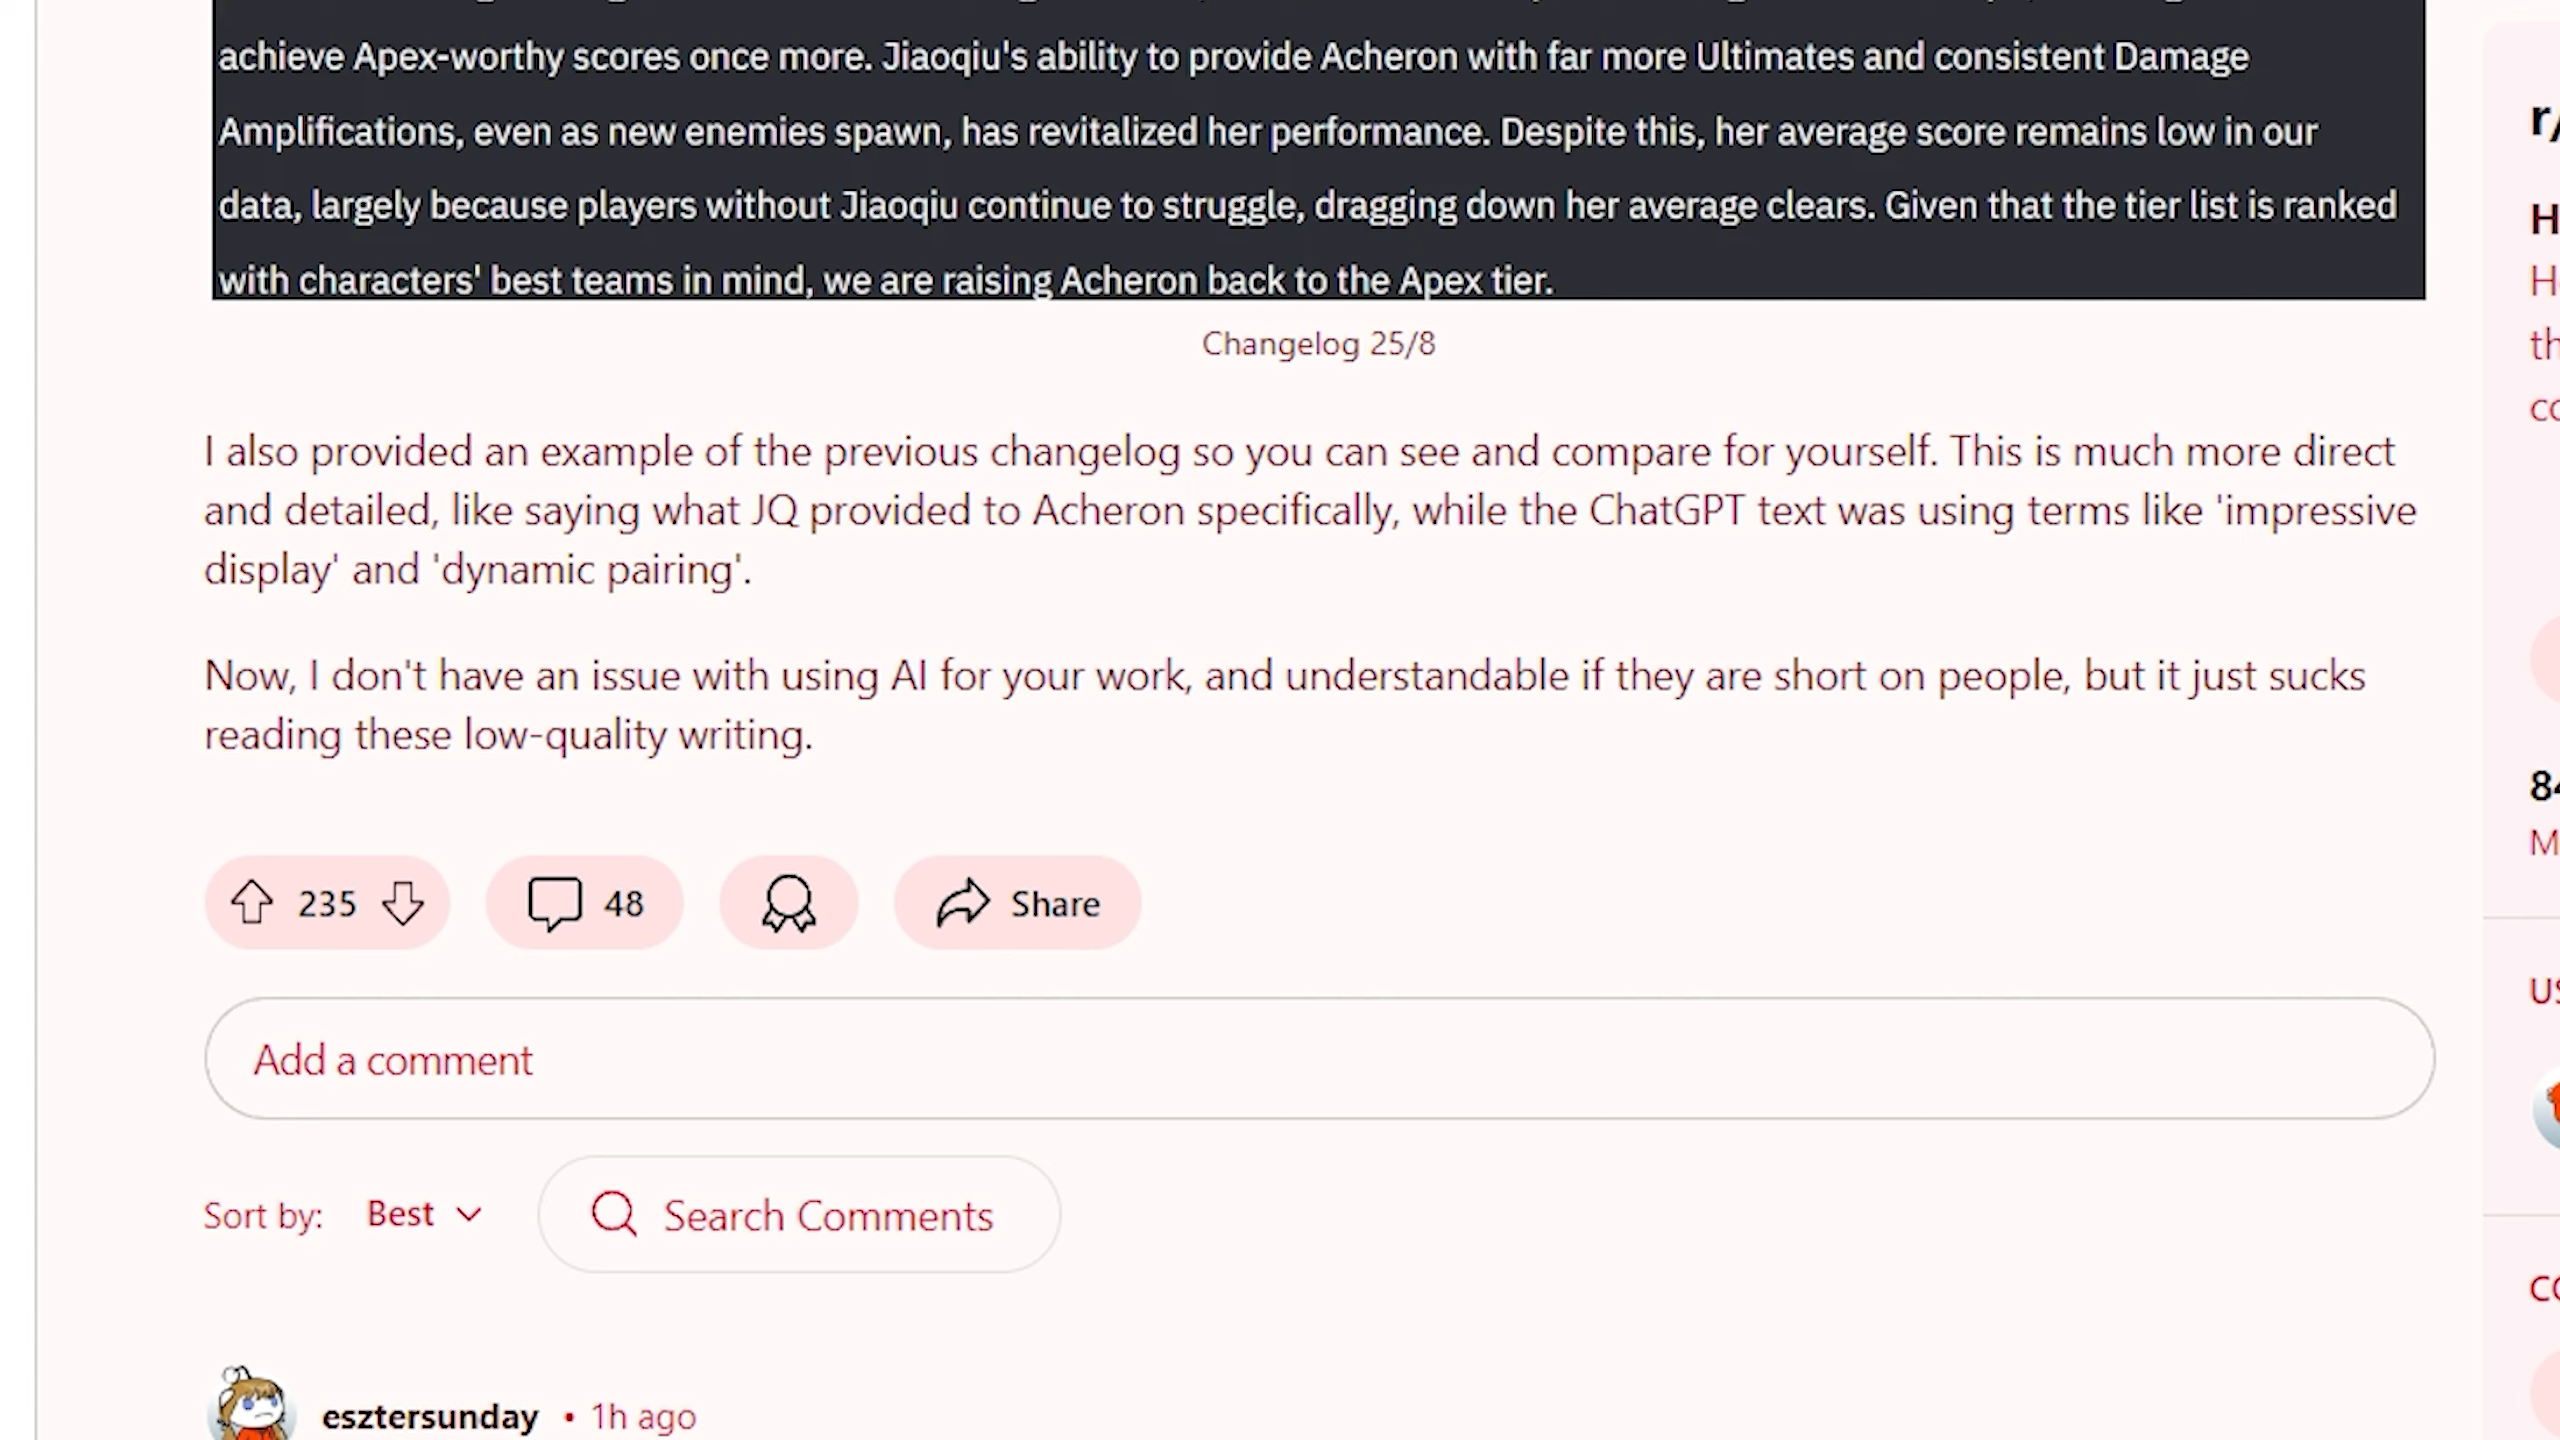 achieve Apex-worthy scores once more. Jiaoqiu's ability to provide Acheron with far more Ultimates and consistent Damage
Amplifications, even as new enemies spawn, has revitalized her performance. Despite this, her average score remains low in our
data, largely because players without Jiaoqiu continue to struggle, dragging down her average clears. Given that the tier list is ranked
with characters' best teams in mind, we are raising Acheron back to the Apex tier.
Changelog 25/8
I also provided an example of the previous changelog so you can see and compare for yourself. This is much more direct
and detailed, like saying what JQ provided to Acheron specifically, while the ChatGPT text was using terms like 'impressive
display' and 'dynamic pairing'.
Now, I don't have an issue with using AI for your work, and understandable if they are short on people, but it just sucks
reading these low-quality writing.
235
48
Share
Add a comment
Sort by: Best
Search Comments
esztersunday • 1h ago
r/